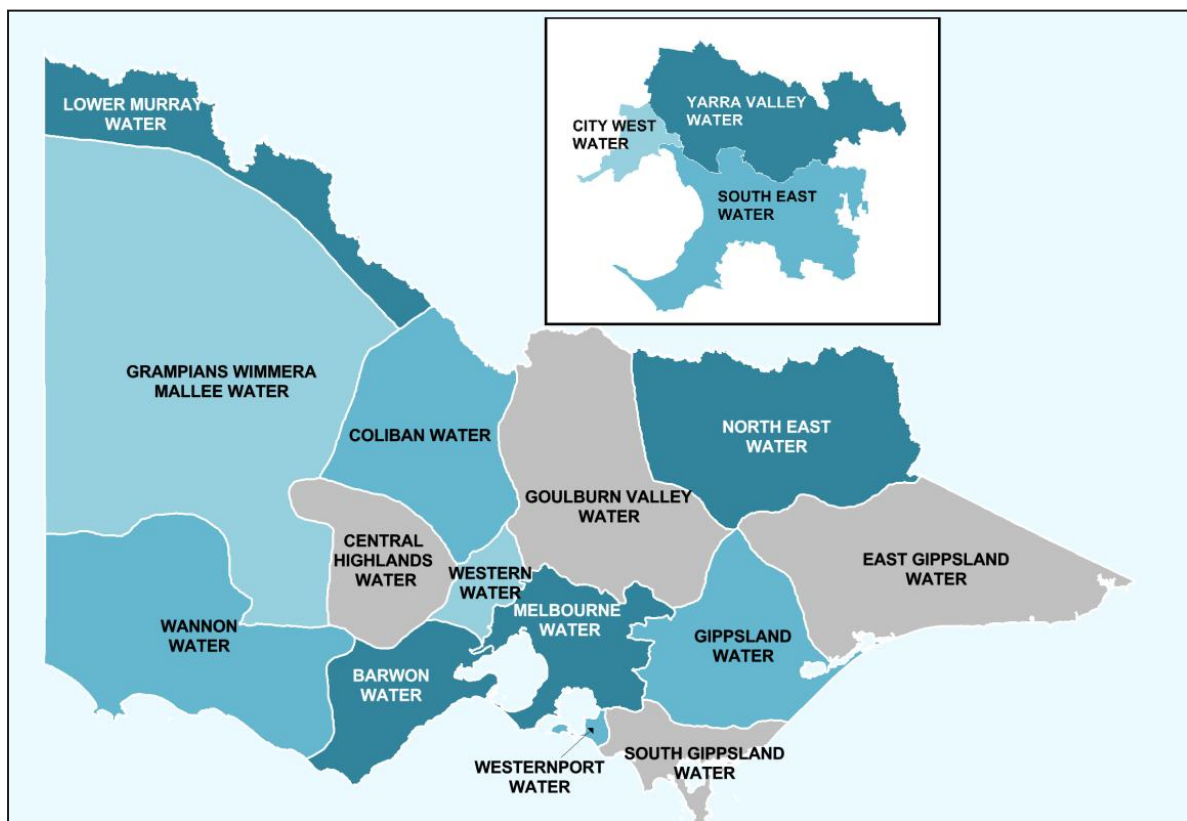 LOWER MURRAY
WATER
YARRA VALLEY
WATER
CITY WEST
WATER
SOUTH EAST
WATER
GRAMPIANS WIMMERA
MALLEE WATER
COLIBAN WATER
NORTH EAST
WATER
GOULBURN VALLEY
WATER
CENTRAL
HIGHLANDS
WATER
EAST GIPPSLAND
WATER
WESTERN
WATER
MELBOURNE
WATER
WANNON
WATER
GIPPSLAND
WATER
BARWON
WATER
WESTERNPORT
WATER
SOUTH GIPPSLAND
WATER